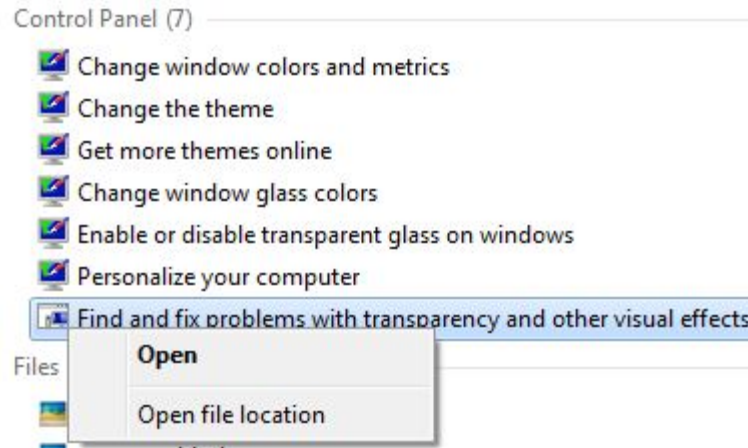 Control Panel (7)
Change window colors and metrics
Change the theme
Get more themes online
Change window glass colors
Enable or disable transparent glass on windows
Personalize your computer
Find and fix problems with transparency and other visual effects
Open
Files
Open file location